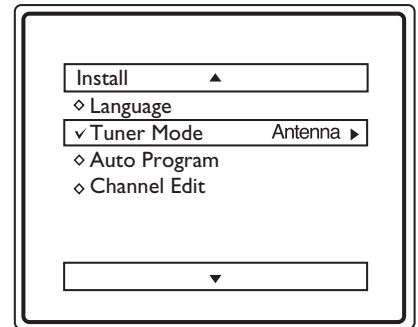 Install
Language
Tuner Mode Antenna
Auto Program
Channel Edit